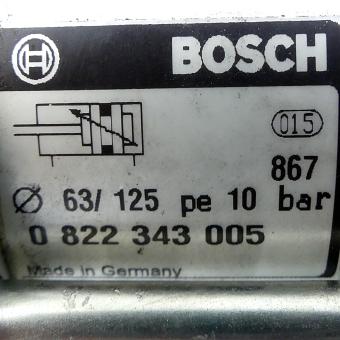 BOSCH
015
867
Ø 63/ 125 pe 10 bar
0 822 343 005
Made in Germany